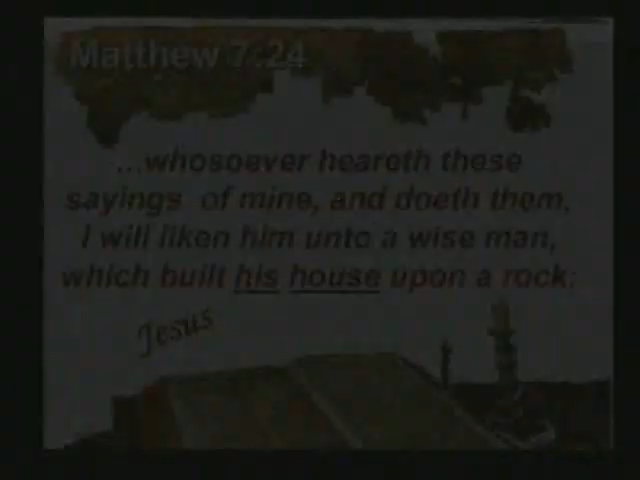 Matthew 7:24
...whosoever heareth these
sayings of mine, and doeth them,
I will liken him unto a wise man,
which built his house upon a rock:
Jesus